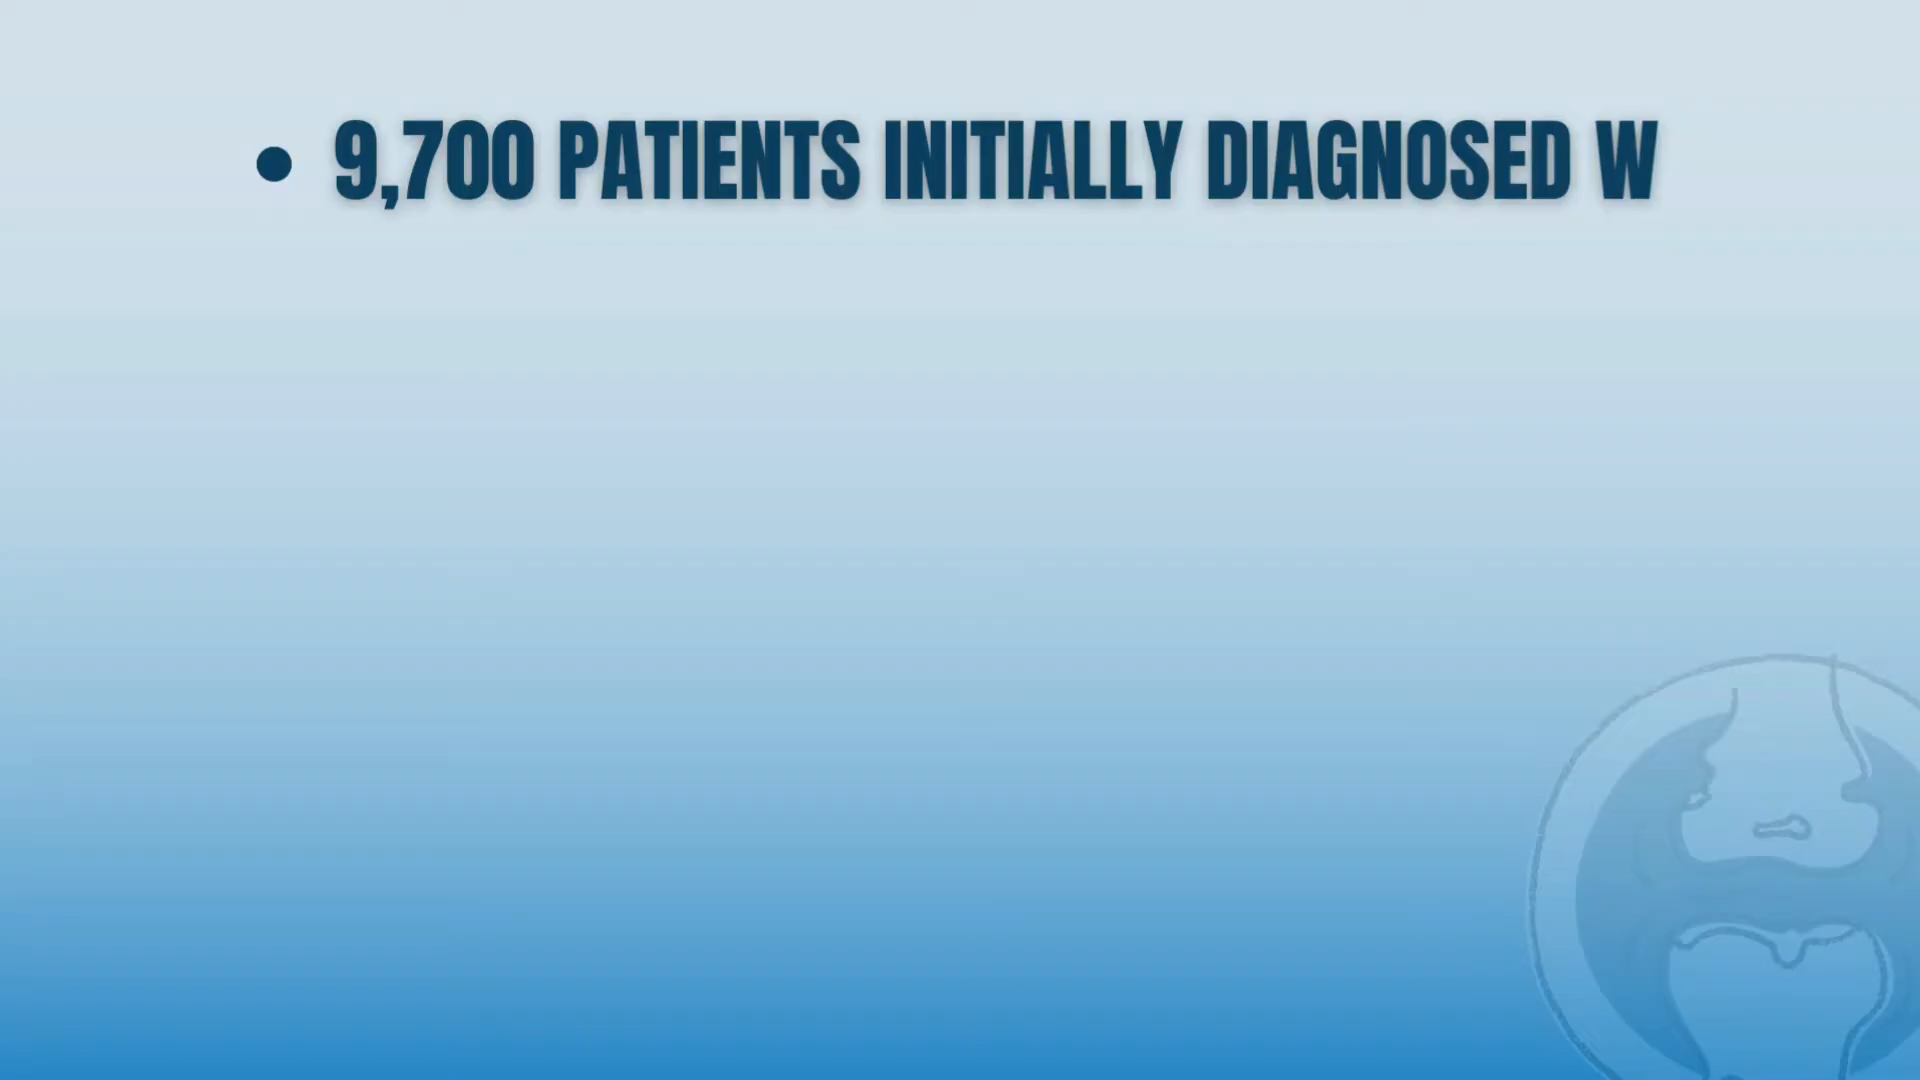 • 9,700 PATIENTS INITIALLY DIAGNOSED W